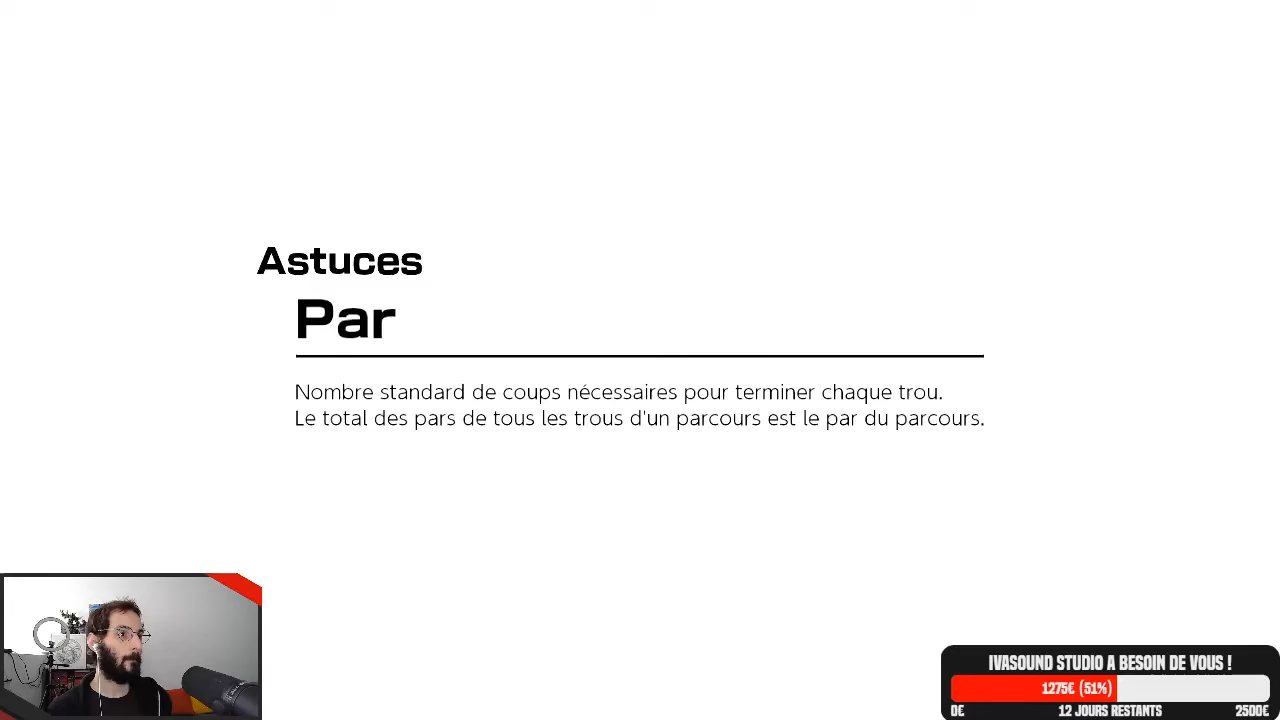 Astuces
Par
Nombre standard de coups nécessaires pour terminer chaque trou.
Le total des pars de tous les trous d'un parcours est le par du parcours.
IVASOUND STUDIO A BESOIN DE VOUS !
1275€ (51%)
0€ 12 JOURS RESTANTS 2500€